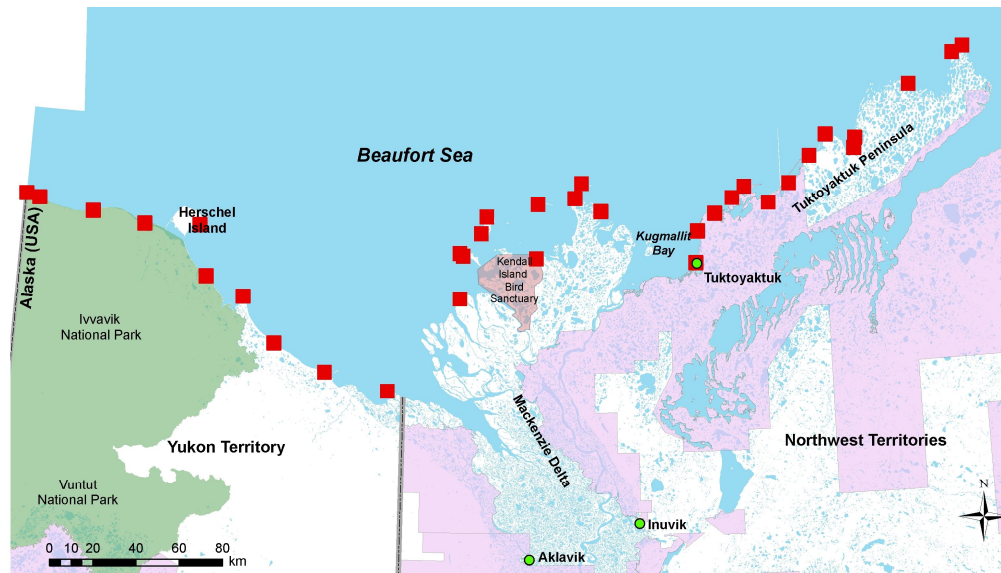 Beaufort Sea
Tuktoyaktuk Peninsula
Herschel
Island
Alaska (USA)
Kugmallit
Bay
Kendall
Island
Bird
Sanctuary
Tuktoyaktuk
Ivvavik
National Park
Mackenzie Delta
Yukon Territory
Northwest Territories
Vuntut
National Park
N
Inuvik
Aklavik
0 10 20 40 60 80
km